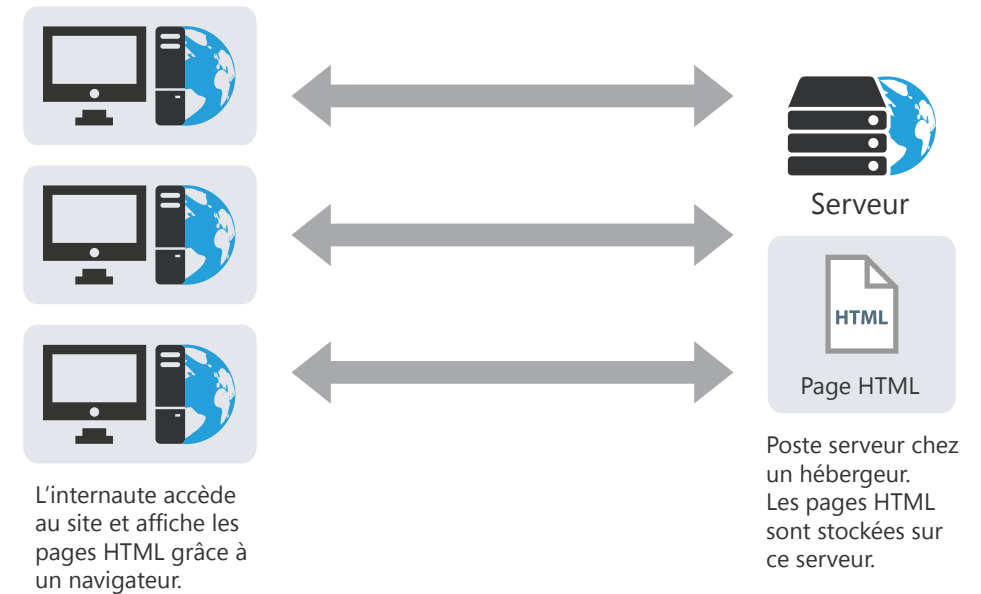 Serveur
HTML
Page HTML
Poste serveur chez
un hébergeur.
Les pages HTML
sont stockées sur
ce serveur.
L’internaute accède
au site et affiche les
pages HTML grâce à
un navigateur.